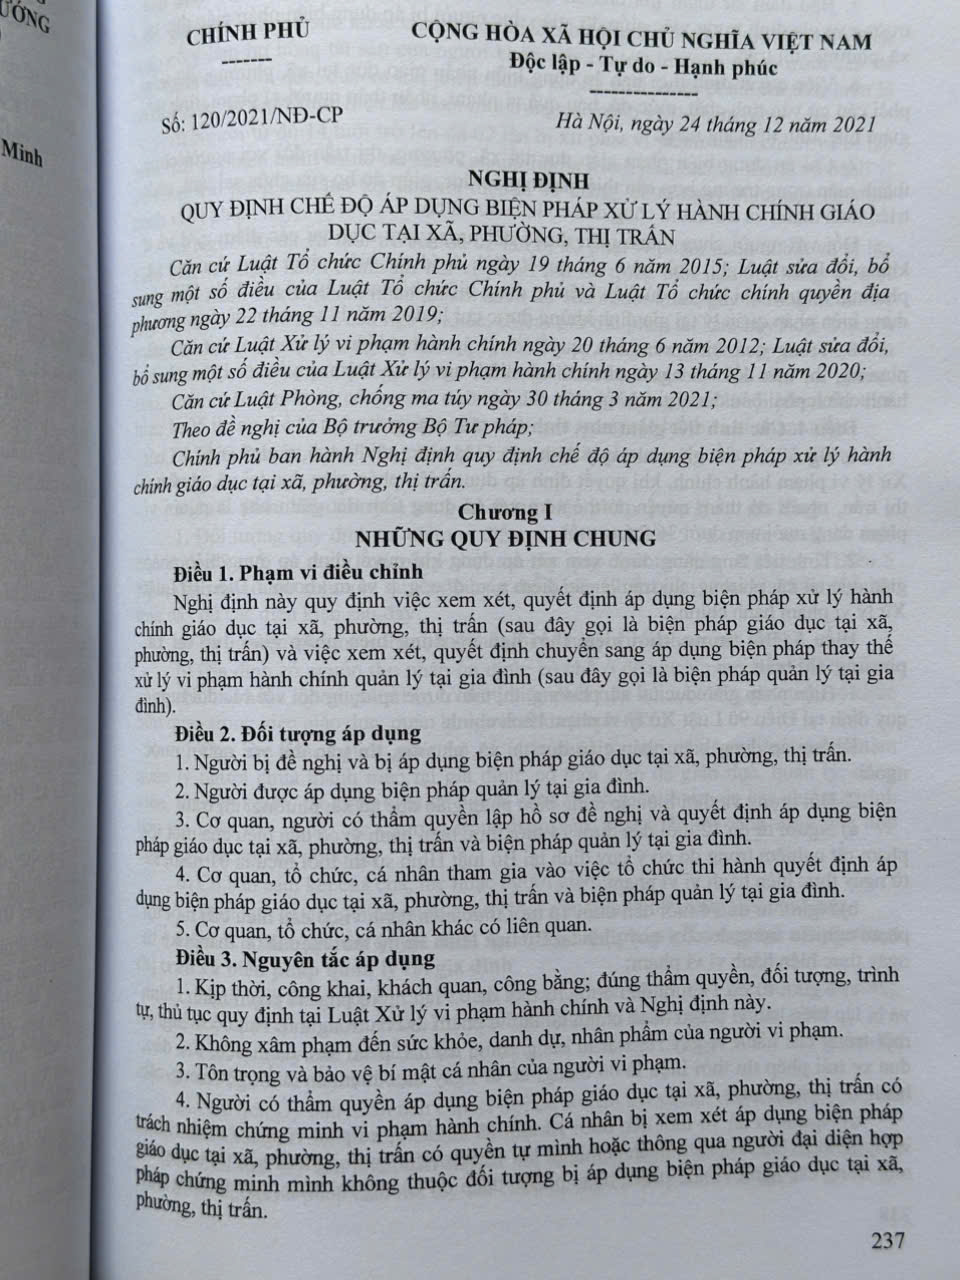 ƯỚNG
Minh
CHÍNH PHỦ
-------
CỘNG HÒA XÃ HỘI CHỦ NGHĨA VIỆT NAM
Độc lập - Tự do - Hạnh phúc
---------------
Số: 120/2021/NĐ-CP
Hà Nội, ngày 24 tháng 12 năm 2021
NGHỊ ĐỊNH
QUY ĐỊNH CHẾ ĐỘ ÁP DỤNG BIỆN PHÁP XỬ LÝ HÀNH CHÍNH GIÁO
DỤC TẠI XÃ, PHƯỜNG, THỊ TRẤN
Căn cứ Luật Tổ chức Chính phủ ngày 19 tháng 6 năm 2015; Luật sửa đổi, bổ
sung một số điều của Luật Tổ chức Chính phủ và Luật Tổ chức chính quyền địa
phương ngày 22 tháng 11 năm 2019;
Căn cứ Luật Xử lý vi phạm hành chính ngày 20 tháng 6 năm 2012; Luật sửa đổi,
bổ sung một số điều của Luật Xử lý vi phạm hành chính ngày 13 tháng 11 năm 2020;
Căn cứ Luật Phòng, chống ma túy ngày 30 tháng 3 năm 2021;
Theo đề nghị của Bộ trưởng Bộ Tư pháp;
Chính phủ ban hành Nghị định quy định chế độ áp dụng biện pháp xử lý hành
chính giáo dục tại xã, phường, thị trấn.
Chương I
NHỮNG QUY ĐỊNH CHUNG
Điều 1. Phạm vi điều chỉnh
Nghị định này quy định việc xem xét, quyết định áp dụng biện pháp xử lý hành
chính giáo dục tại xã, phường, thị trấn (sau đây gọi là biện pháp giáo dục tại xã,
phường, thị trấn) và việc xem xét, quyết định chuyển sang áp dụng biện pháp thay thế
xử lý vi phạm hành chính quản lý tại gia đình (sau đây gọi là biện pháp quản lý tại gia
đình).
Điều 2. Đối tượng áp dụng
1. Người bị đề nghị và bị áp dụng biện pháp giáo dục tại xã, phường, thị trấn.
2. Người được áp dụng biện pháp quản lý tại gia đình.
3. Cơ quan, người có thẩm quyền lập hồ sơ đề nghị và quyết định áp dụng biện
pháp giáo dục tại xã, phường, thị trấn và biện pháp quản lý tại gia đình.
4. Cơ quan, tổ chức, cá nhân tham gia vào việc tổ chức thi hành quyết định áp
dụng biện pháp giáo dục tại xã, phường, thị trấn và biện pháp quản lý tại gia đình.
5. Cơ quan, tổ chức, cá nhân khác có liên quan.
Điều 3. Nguyên tắc áp dụng
1. Kịp thời, công khai, khách quan, công bằng; đúng thẩm quyền, đối tượng, trình
tự, thủ tục quy định tại Luật Xử lý vi phạm hành chính và Nghị định này.
2. Không xâm phạm đến sức khỏe, danh dự, nhân phẩm của người vi phạm.
3. Tôn trọng và bảo vệ bí mật cá nhân của người vi phạm.
4. Người có thẩm quyền áp dụng biện pháp giáo dục tại xã, phường, thị trấn có
trách nhiệm chứng minh vi phạm hành chính. Cá nhân bị xem xét áp dụng biện pháp
giáo dục tại xã, phường, thị trấn có quyền tự mình hoặc thông qua người đại diện hợp
pháp chứng minh mình không thuộc đối tượng bị áp dụng biện pháp giáo dục tại xã,
phường, thị trấn.
237